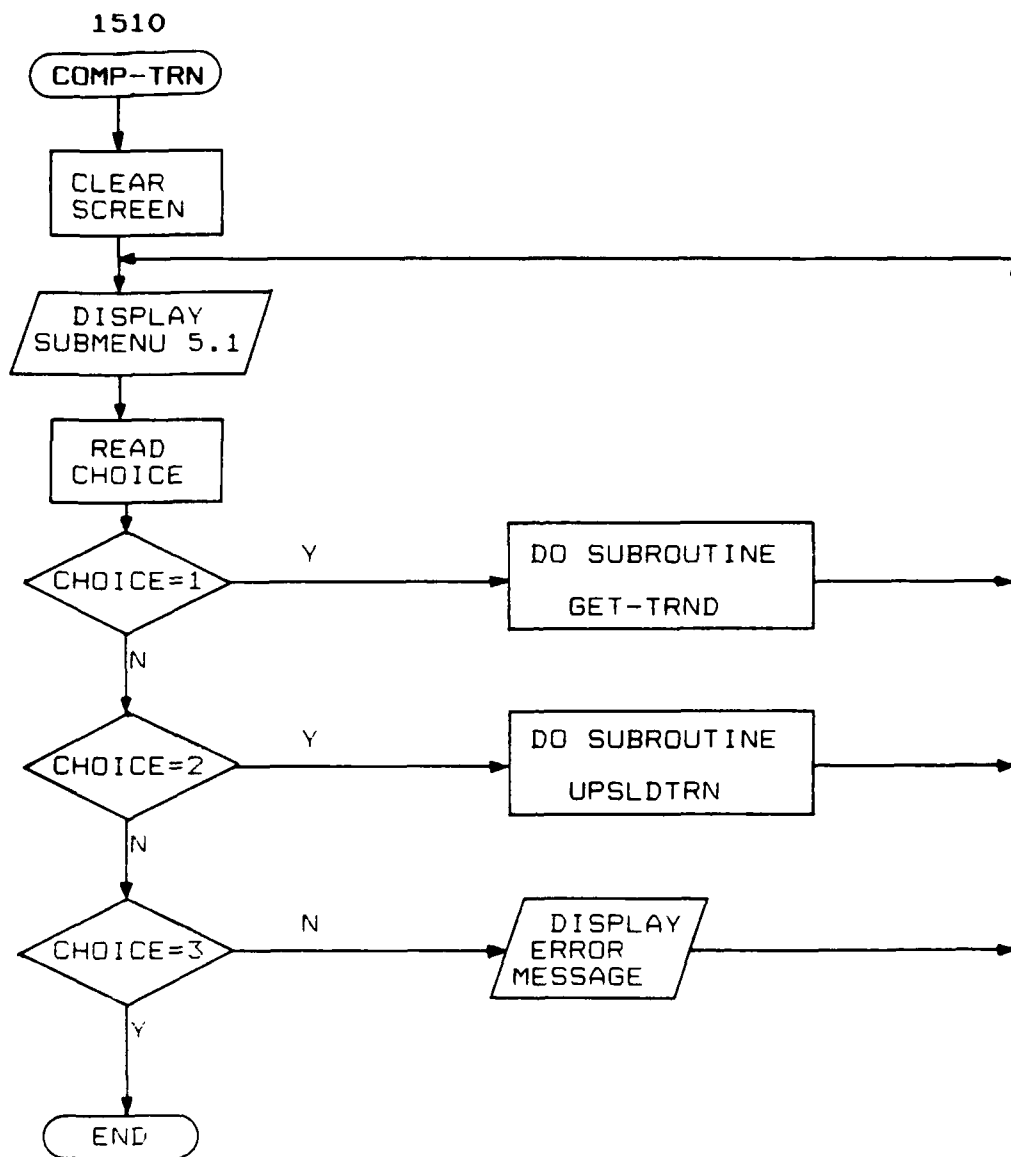 1510
COMP-TRN
CLEAR
SCREEN
DISPLAY
SUBMENU 5.1
READ
CHOICE
CHOICE=1
Y
DO SUBROUTINE
GET-TRND
N
CHOICE=2
Y
DO SUBROUTINE
UPSLDTRN
N
CHOICE=3
N
DISPLAY
ERROR
MESSAGE
Y
END